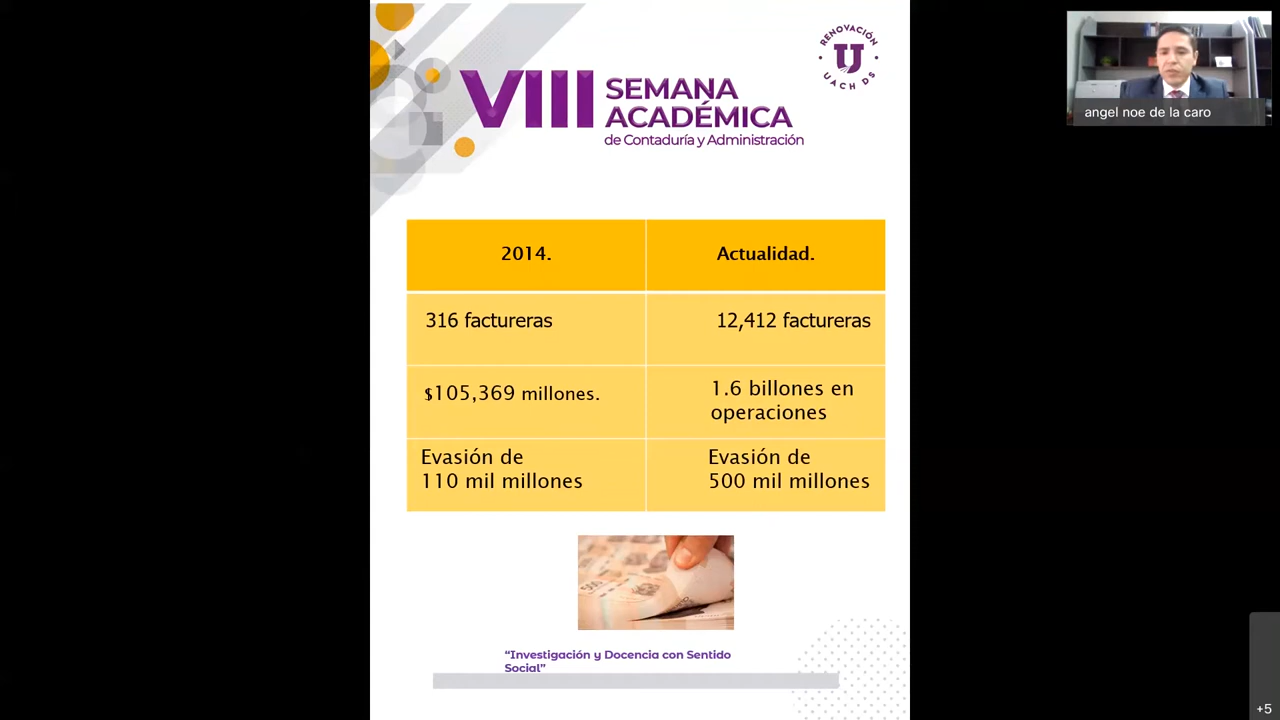 VIII SEMANA
ACADÉMICA
de Contaduría y Administración
RENOVACIÓN
U
UACH DS
angel noe de la caro
2014.
Actualidad.
316 factureras
12,412 factureras
$105,369 millones.
1.6 billones en
operaciones
Evasión de
110 mil millones
Evasión de
500 mil millones
“Investigación y Docencia con Sentido
Social”
+5